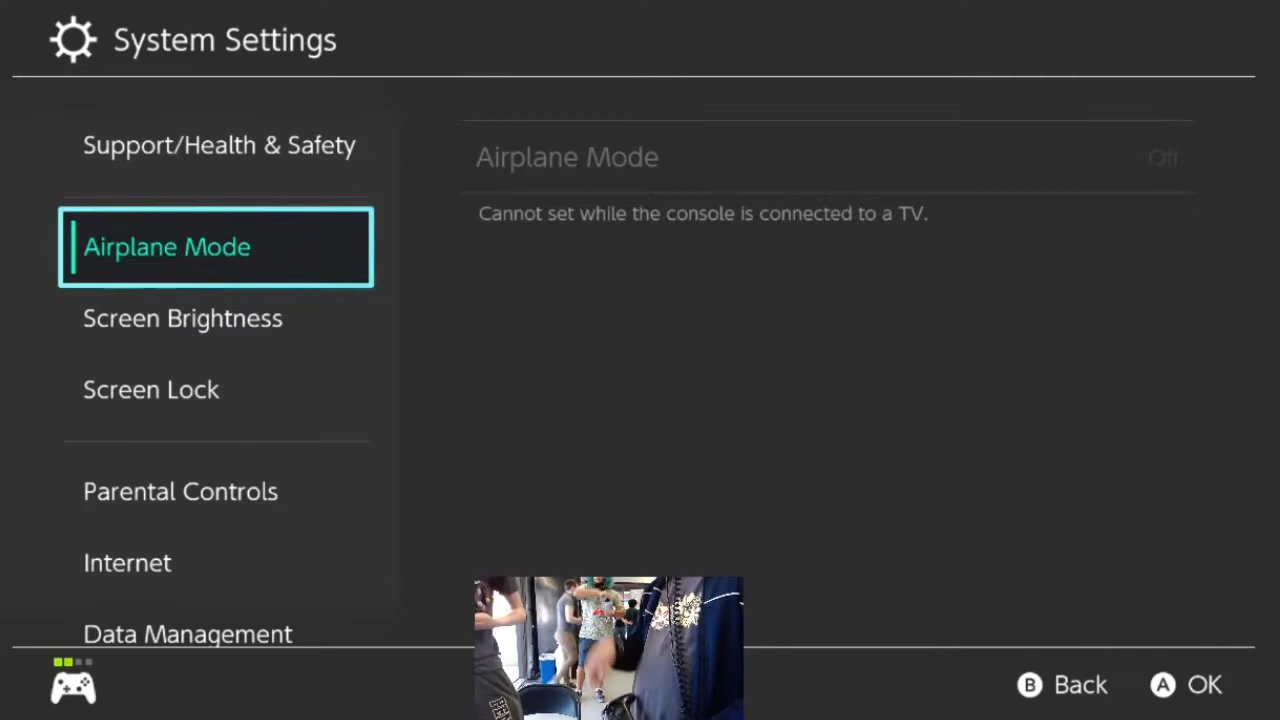 System Settings
Support/Health & Safety
Airplane Mode
Screen Brightness
Screen Lock
Parental Controls
Internet
Data Management
Airplane Mode Off
Cannot set while the console is connected to a TV.
B Back A OK